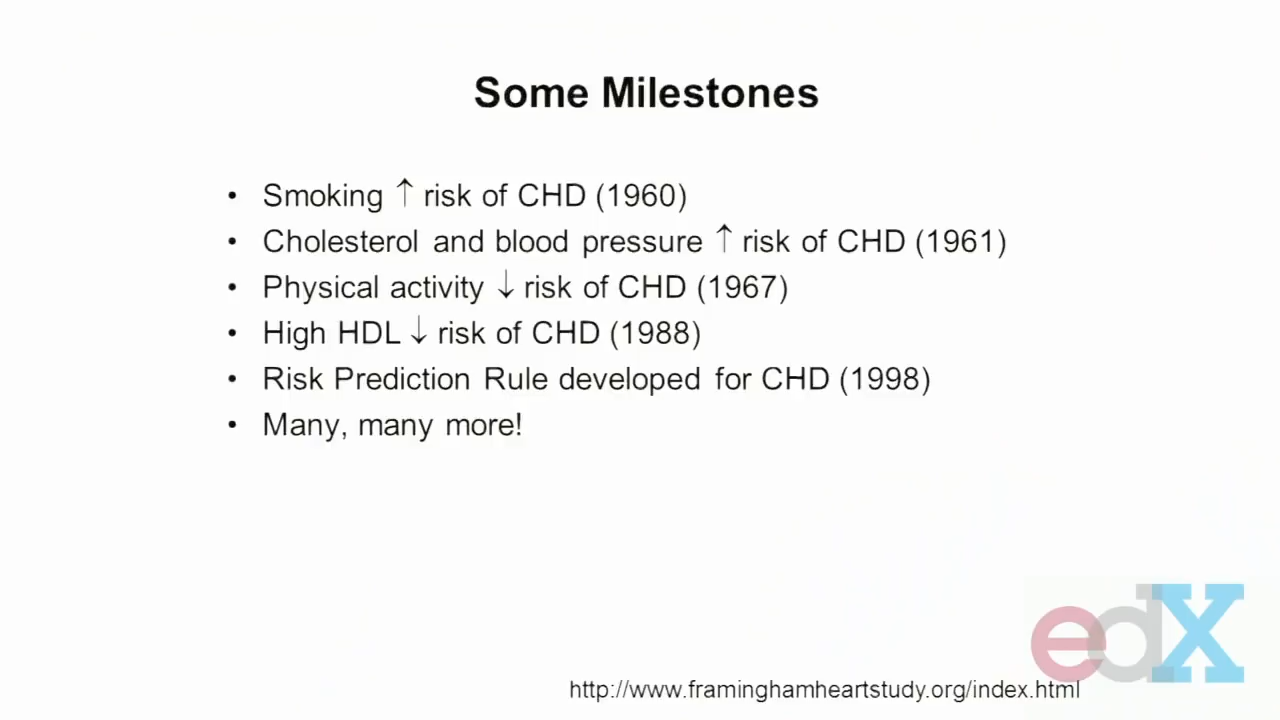 Some Milestones
• Smoking ↑ risk of CHD (1960)
• Cholesterol and blood pressure ↑ risk of CHD (1961)
• Physical activity ↓ risk of CHD (1967)
• High HDL ↓ risk of CHD (1988)
• Risk Prediction Rule developed for CHD (1998)
• Many, many more!
edX
http://www.framinghamheartstudy.org/index.html